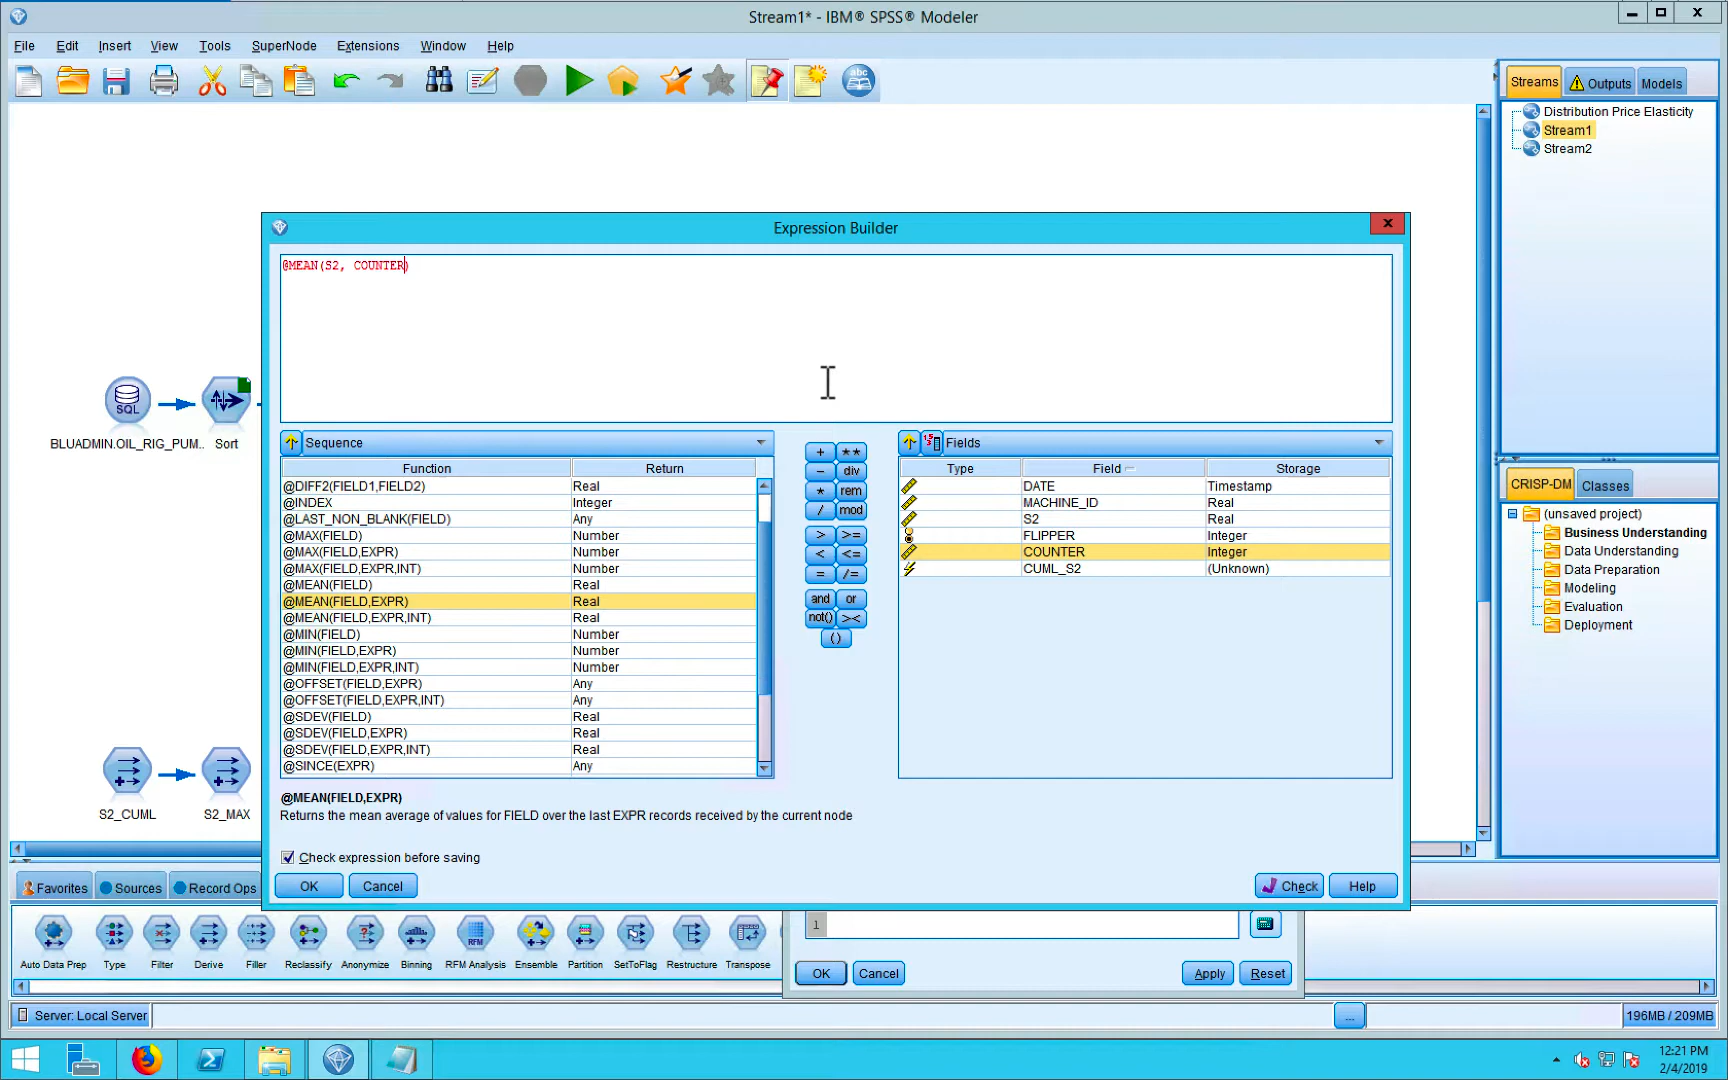 Stream1* - IBM® SPSS® Modeler
File Edit Insert View Tools SuperNode Extensions Window Help
abc
Streams Outputs Models
Distribution Price Elasticity
Stream1
Stream2
Expression Builder
@MEAN(S2, COUNTER)
SQL
BLUADMIN.OIL_RIG_PUM.. Sort
Sequence
Function Return
@DIFF2(FIELD1,FIELD2) Real
@INDEX Integer
@LAST_NON_BLANK(FIELD) Any
@MAX(FIELD) Number
@MAX(FIELD,EXPR) Number
@MAX(FIELD,EXPR,INT) Number
@MEAN(FIELD) Real
@MEAN(FIELD,EXPR) Real
@MEAN(FIELD,EXPR,INT) Real
@MIN(FIELD) Number
@MIN(FIELD,EXPR) Number
@MIN(FIELD,EXPR,INT) Number
@OFFSET(FIELD,EXPR) Any
@OFFSET(FIELD,EXPR,INT) Any
@SDEV(FIELD) Real
@SDEV(FIELD,EXPR) Real
@SDEV(FIELD,EXPR,INT) Real
@SINCE(EXPR) Any
+ **
- div
* rem
/ mod
> >=
< <=
= /=
and or
not() ><
()
Fields
Type Field Storage
DATE Timestamp
MACHINE_ID Real
S2 Real
FLIPPER Integer
COUNTER Integer
CUML_S2 (Unknown)
CRISP-DM Classes
(unsaved project)
Business Understanding
Data Understanding
Data Preparation
Modeling
Evaluation
Deployment
S2_CUML S2_MAX
@MEAN(FIELD,EXPR)
Returns the mean average of values for FIELD over the last EXPR records received by the current node
Check expression before saving
OK Cancel Check Help
Favorites Sources Record Ops
1
RFM
Auto Data Prep Type Filter Derive Filler Reclassify Anonymize Binning RFM Analysis Ensemble Partition SetToFlag Restructure Transpose
OK Cancel Apply Reset
Server: Local Server ... 196MB / 209MB
12:21 PM
2/4/2019